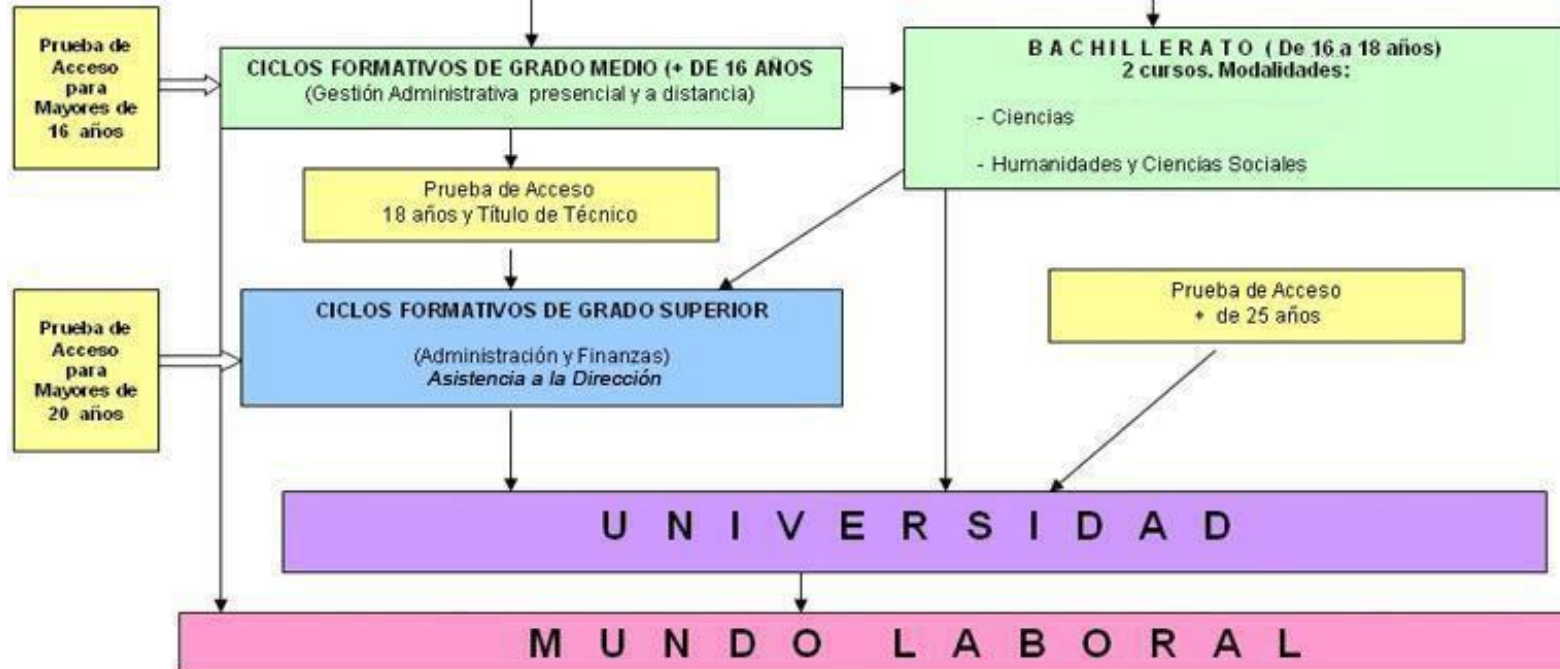 Prueba de
Acceso
para
Mayores de
16 años
CICLOS FORMATIVOS DE GRADO MEDIO (+ DE 16 AÑOS
(Gestión Administrativa presencial y a distancia)
B A C H I L L E R A T O ( De 16 a 18 años)
2 cursos. Modalidades:
- Ciencias
- Humanidades y Ciencias Sociales
Prueba de Acceso
18 años y Título de Técnico
Prueba de
Acceso
para
Mayores de
20 años
CICLOS FORMATIVOS DE GRADO SUPERIOR
(Administración y Finanzas)
Asistencia a la Dirección
Prueba de Acceso
+ de 25 años
U N I V E R S I D A D
M U N D O L A B O R A L